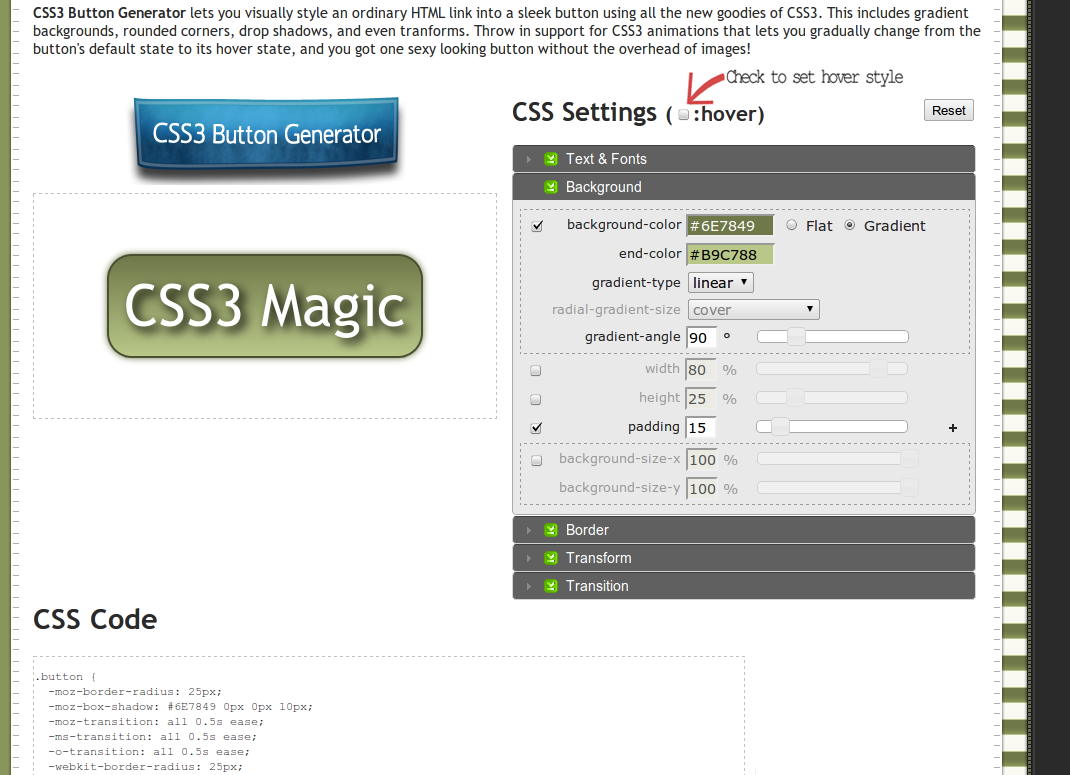 CSS3 Button Generator lets you visually style an ordinary HTML link into a sleek button using all the new goodies of CSS3. This includes gradient
backgrounds, rounded corners, drop shadows, and even tranforms. Throw in support for CSS3 animations that lets you gradually change from the
button's default state to its hover state, and you got one sexy looking button without the overhead of images!
CSS3 Button Generator
CSS3 Magic
Check to set hover style
CSS Settings ( :hover)
Reset
Text & Fonts
Background
background-color #6E7849 Flat Gradient
end-color #B9C788
gradient-type linear
radial-gradient-size cover
gradient-angle 90 º
width 80 %
height 25 %
padding 15 +
background-size-x 100 %
background-size-y 100 %
Border
Transform
Transition
CSS Code
.button {
-moz-border-radius: 25px;
-moz-box-shadow: #6E7849 0px 0px 10px;
-moz-transition: all 0.5s ease;
-ms-transition: all 0.5s ease;
-o-transition: all 0.5s ease;
-webkit-border-radius: 25px;